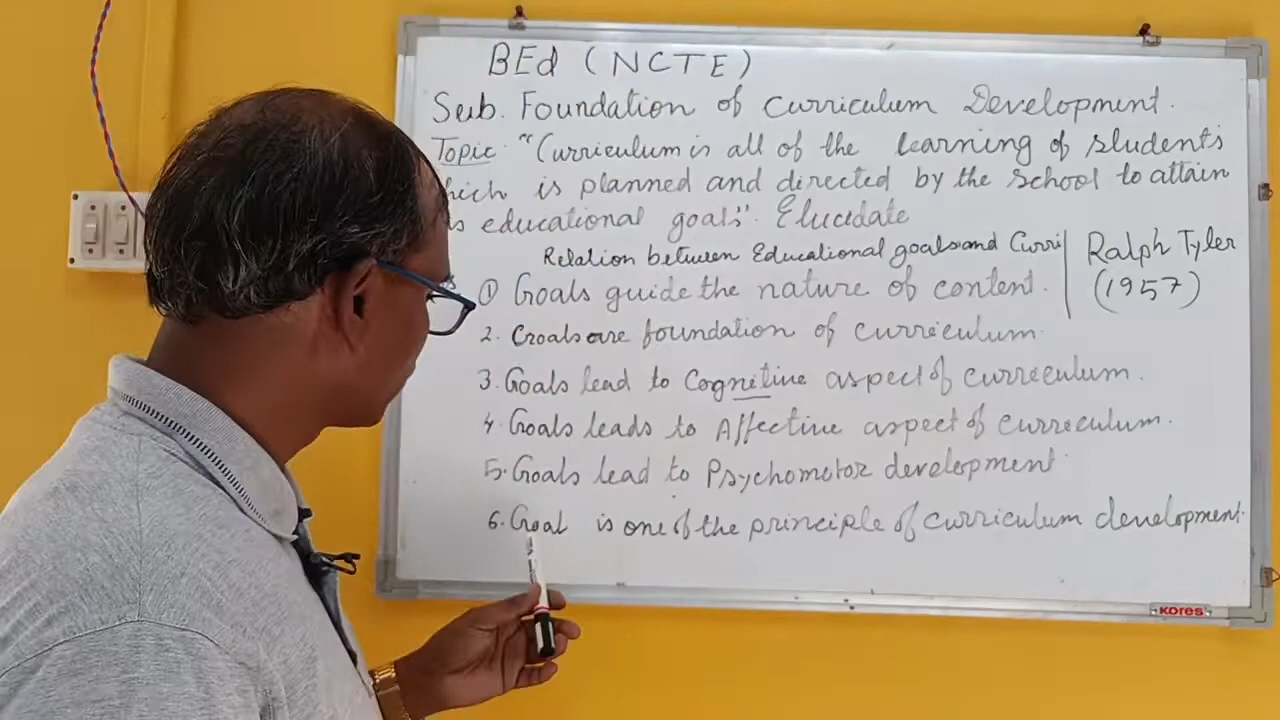 BEd (NCTE)
Sub. Foundation of Curriculum Development.
Topic: "Curriculum is all of the learning of student's
hich is planned and directed by the School to attain
s educational goals". Elucidate
Relation between Educational goals and Curri
Ralph Tyler
(1957)
① Goals guide the nature of content.
2. Goals are foundation of curriculum.
3. Goals lead to Cognitive aspect of curriculum.
4. Goals leads to Affective aspect of curriculum.
5. Goals lead to Psychomotor development
6. Goal is one of the principle of curriculum development.
KORES